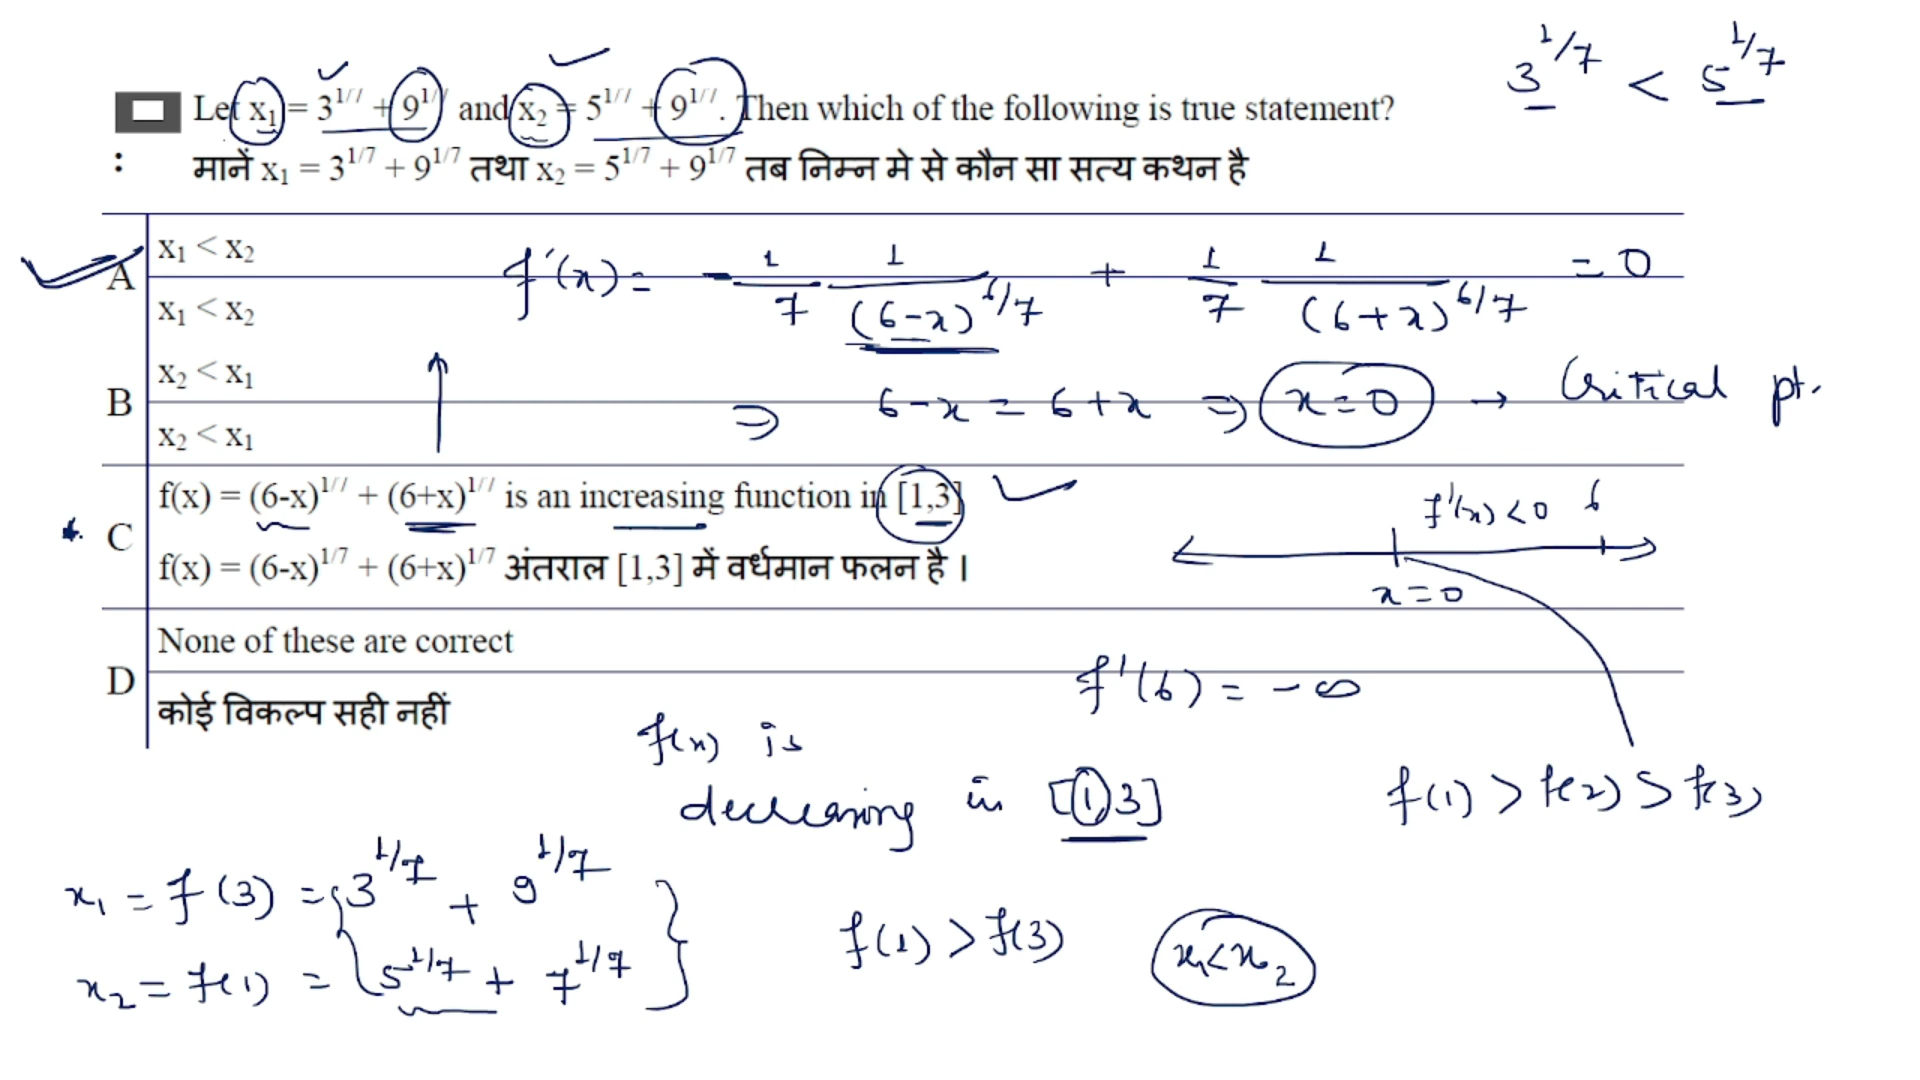 3^{1/7} < 5^{1/7}
Let x₁ = 3^{1/7} + 9^{1/7} and x₂ = 5^{1/7} + 9^{1/7}. Then which of the following is true statement?
: मानें x₁ = 3^{1/7} + 9^{1/7} तथा x₂ = 5^{1/7} + 9^{1/7} तब निम्न मे से कौन सा सत्य कथन है
A
x₁ < x₂
x₁ < x₂
f'(x) = -1/7 1/(6-x)^{6/7} + 1/7 1/(6+x)^{6/7} = 0
B
x₂ < x₁
x₂ < x₁
⇒ 6-x = 6+x ⇒ x=0 → Critical pt.
C
f(x) = (6-x)^{1/7} + (6+x)^{1/7} is an increasing function in [1,3]
f(x) = (6-x)^{1/7} + (6+x)^{1/7} अंतराल [1,3] में वर्धमान फलन है ।
f'(x) < 0 6
x=0
D
None of these are correct
कोई विकल्प सही नहीं
f'(6) = -∞
f(x) is
decreasing in [1,3]
f(1) > f(2) > f(3)
x₁ = f(3) = 3^{1/7} + 9^{1/7}
x₂ = f(1) = 5^{1/7} + 7^{1/7}
f(1) > f(3)
x₁<x₂